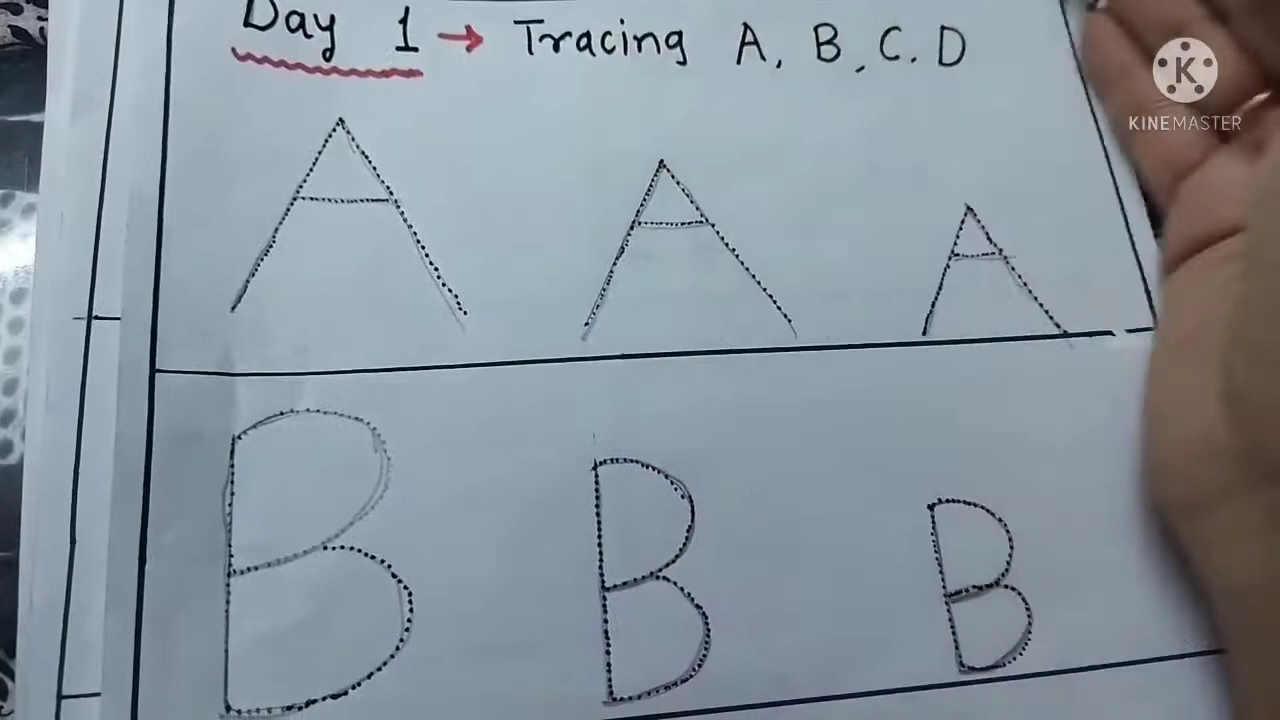 Day 1 → Tracing A, B, C. D
K
KINEMASTER
A A A
B B B